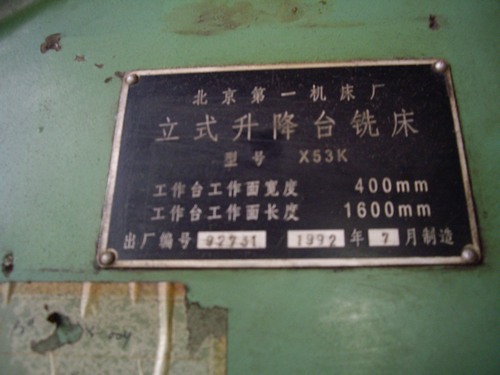 北京第一机床厂
立式升降台铣床
型号 X53K
工作台工作面宽度 400mm
工作台工作面长度 1600mm
出厂编号 92731 1992 年 7 月制造